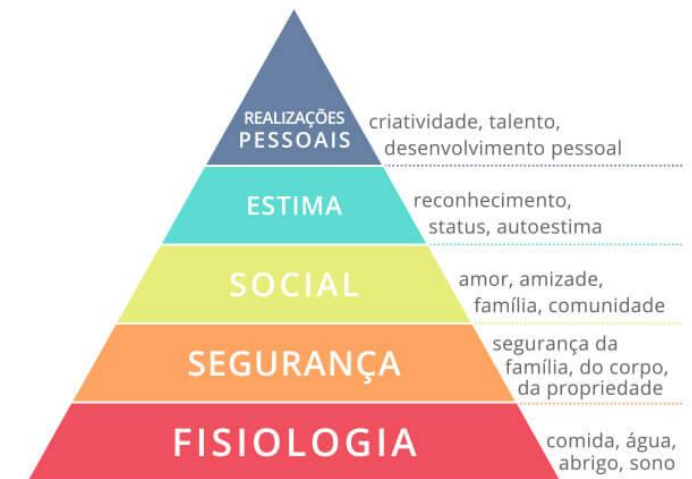 REALIZAÇÕES
PESSOAIS
criatividade, talento,
desenvolvimento pessoal
ESTIMA
reconhecimento,
status, autoestima
SOCIAL
amor, amizade,
família, comunidade
SEGURANÇA
segurança da
família, do corpo,
da propriedade
FISIOLOGIA
comida, água,
abrigo, sono